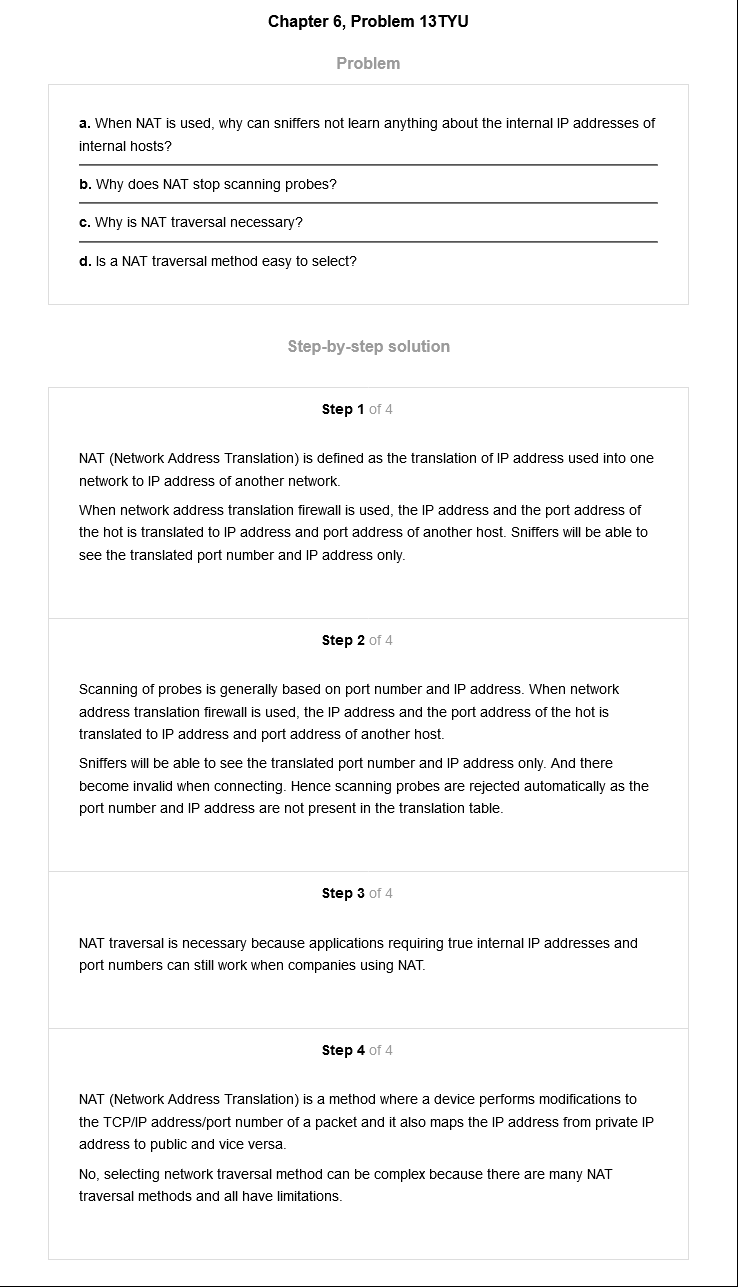 Chapter 6, Problem 13TYU
Problem
a. When NAT is used, why can sniffers not learn anything about the internal IP addresses of
internal hosts?
b. Why does NAT stop scanning probes?
c. Why is NAT traversal necessary?
d. Is a NAT traversal method easy to select?
Step-by-step solution
Step 1 of 4
NAT (Network Address Translation) is defined as the translation of IP address used into one
network to IP address of another network.
When network address translation firewall is used, the IP address and the port address of
the hot is translated to IP address and port address of another host. Sniffers will be able to
see the translated port number and IP address only.
Step 2 of 4
Scanning of probes is generally based on port number and IP address. When network
address translation firewall is used, the IP address and the port address of the hot is
translated to IP address and port address of another host.
Sniffers will be able to see the translated port number and IP address only. And there
become invalid when connecting. Hence scanning probes are rejected automatically as the
port number and IP address are not present in the translation table.
Step 3 of 4
NAT traversal is necessary because applications requiring true internal IP addresses and
port numbers can still work when companies using NAT.
Step 4 of 4
NAT (Network Address Translation) is a method where a device performs modifications to
the TCP/IP address/port number of a packet and it also maps the IP address from private IP
address to public and vice versa.
No, selecting network traversal method can be complex because there are many NAT
traversal methods and all have limitations.